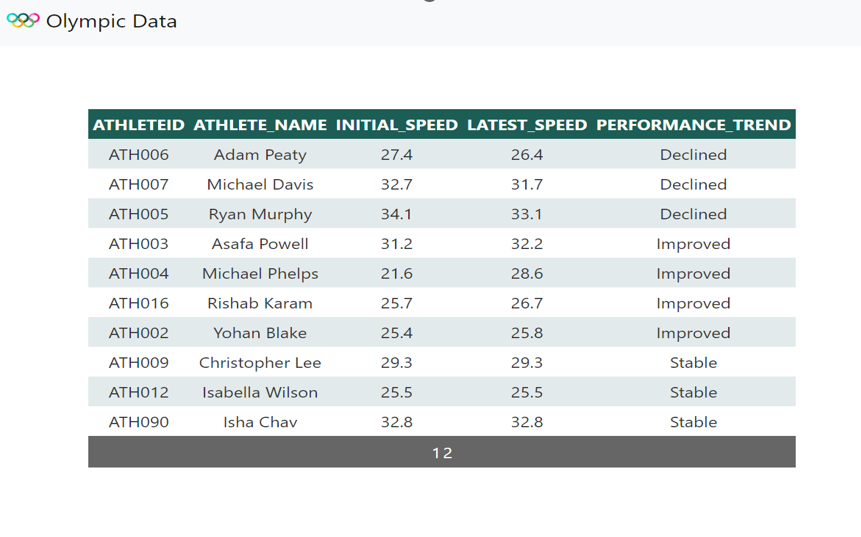 Olympic Data
ATHLETEID ATHLETE_NAME INITIAL_SPEED LATEST_SPEED PERFORMANCE_TREND
ATH006 Adam Peaty 27.4 26.4 Declined
ATH007 Michael Davis 32.7 31.7 Declined
ATH005 Ryan Murphy 34.1 33.1 Declined
ATH003 Asafa Powell 31.2 32.2 Improved
ATH004 Michael Phelps 21.6 28.6 Improved
ATH016 Rishab Karam 25.7 26.7 Improved
ATH002 Yohan Blake 25.4 25.8 Improved
ATH009 Christopher Lee 29.3 29.3 Stable
ATH012 Isabella Wilson 25.5 25.5 Stable
ATH090 Isha Chav 32.8 32.8 Stable
1 2